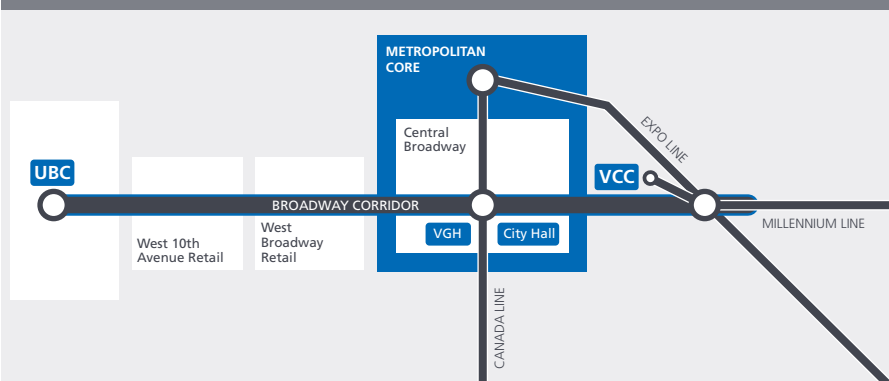 METROPOLITAN
CORE
Central
Broadway
EXPO LINE
UBC
VCC
BROADWAY CORRIDOR
West 10th
Avenue Retail
West
Broadway
Retail
VGH
City Hall
MILLENNIUM LINE
CANADA LINE